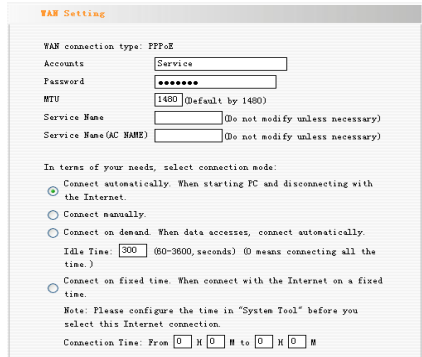 WAN Setting
WAN connection type: PPPoE
Accounts Service
Password ●●●●●●●
MTU 1480 (Default by 1480)
Service Name (Do not modify unless necessary)
Service Name(AC NAME) (Do not modify unless necessary)
In terms of your needs, select connection mode:
Connect automatically. When starting PC and disconnecting with
the Internet.
Connect manually.
Connect on demand. When data accesses, connect automatically.
Idle Time: 300 (60-3600,seconds) (0 means connecting all the
time.)
Connect on fixed time. When connect with the Internet on a fixed
time.
Note: Please configure the time in "System Tool" before you
select this Internet connection.
Connection Time: From 0 H 0 M to 0 H 0 M